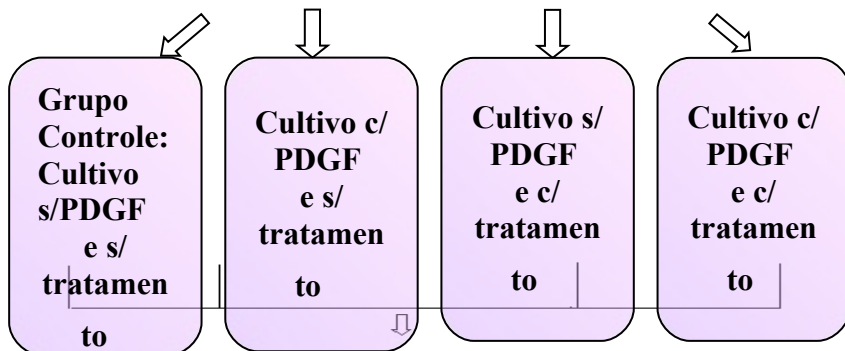 Grupo
Controle:
Cultivo
s/PDGF
e s/
tratamen
to
Cultivo c/
PDGF
e s/
tratamen
to
Cultivo s/
PDGF
e c/
tratamen
to
Cultivo c/
PDGF
e c/
tratamen
to